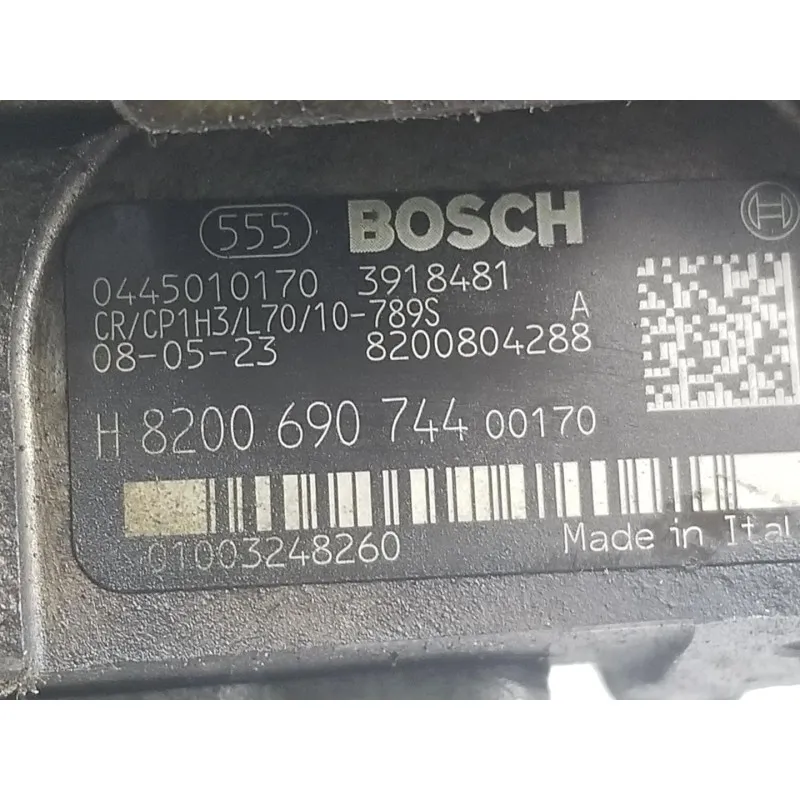 555 BOSCH
0445010170 3918481
CR/CP1H3/L70/10-789S A
08-05-23 8200804288
H 8200 690 744 00170
01003248260 Made in Ital